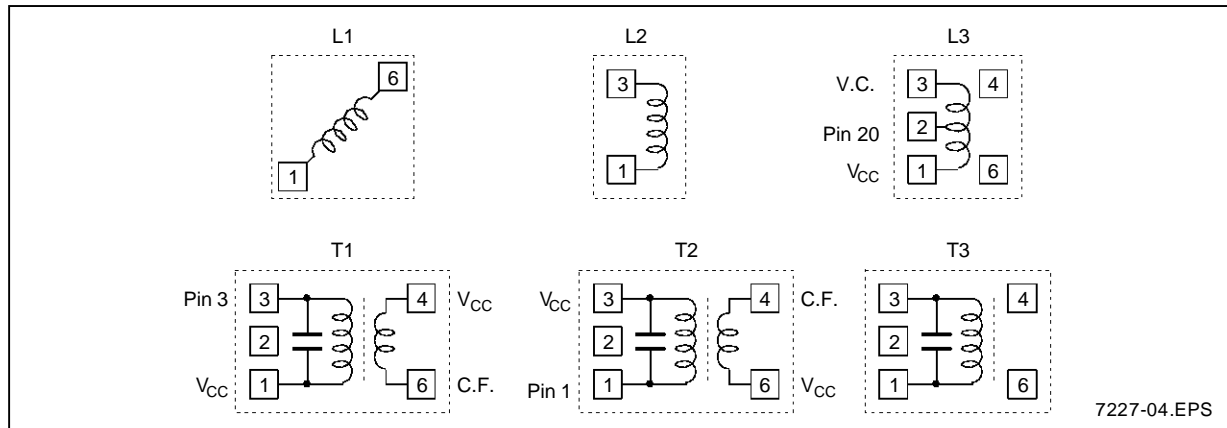 L1
L2
L3
6
1
3
1
V.C.
3
4
Pin 20
2
VCC
1
6
T1
T2
T3
Pin 3
3
4
VCC
2
VCC
1
6
C.F.
VCC
3
4
C.F.
2
Pin 1
1
6
VCC
3
4
2
1
6
7227-04.EPS